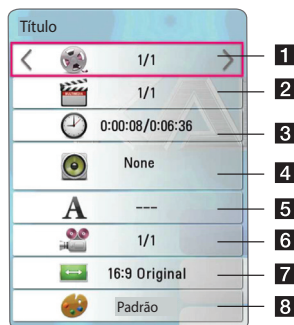 Título
1/1 1
1/1 2
0:00:08/0:06:36 3
None 4
A --- 5
1/1 6
16:9 Original 7
Padrão 8